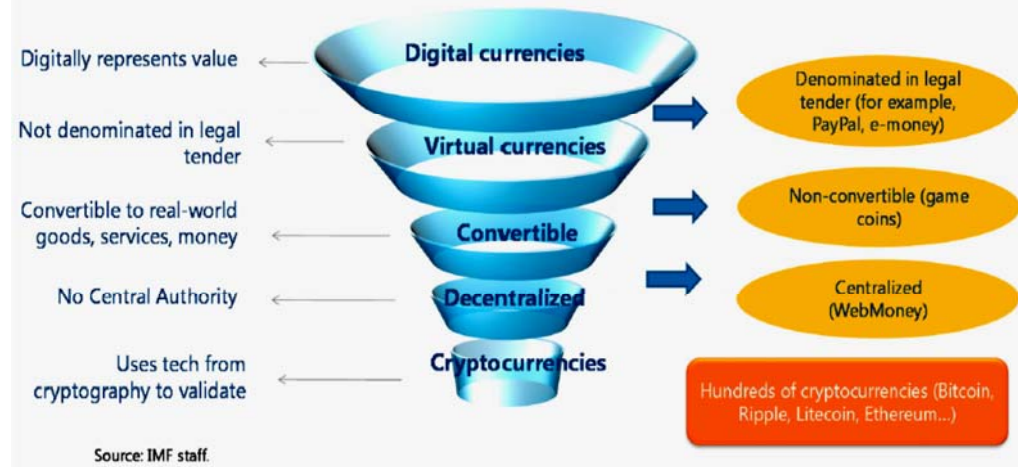 Digital currencies
Digitally represents value
Denominated in legal
tender (for example,
PayPal, e-money)
Not denominated in legal
tender
Virtual currencies
Non-convertible (game
coins)
Convertible to real-world
goods, services, money
Convertible
No Central Authority
Decentralized
Centralized
(WebMoney)
Uses tech from
cryptography to validate
Cryptocurrencies
Hundreds of cryptocurrencies (Bitcoin,
Ripple, Litecoin, Ethereum...)
Source: IMF staff.